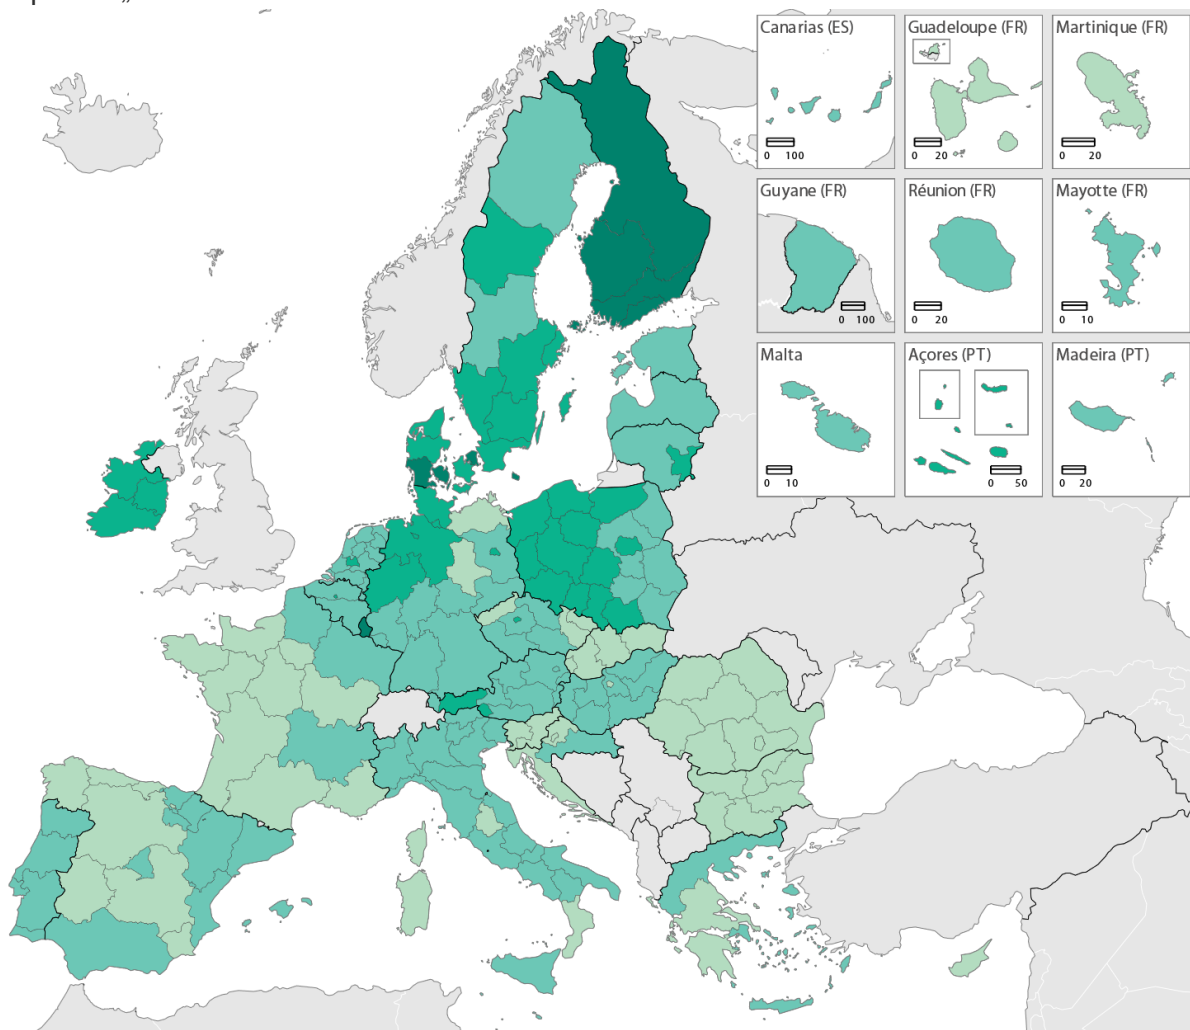 Canarias (ES)
0 100
Guadeloupe (FR)
0 20
Martinique (FR)
0 20
Guyane (FR)
0 100
Réunion (FR)
0 20
Mayotte (FR)
0 10
Malta
0 10
Açores (PT)
0 50
Madeira (PT)
0 20